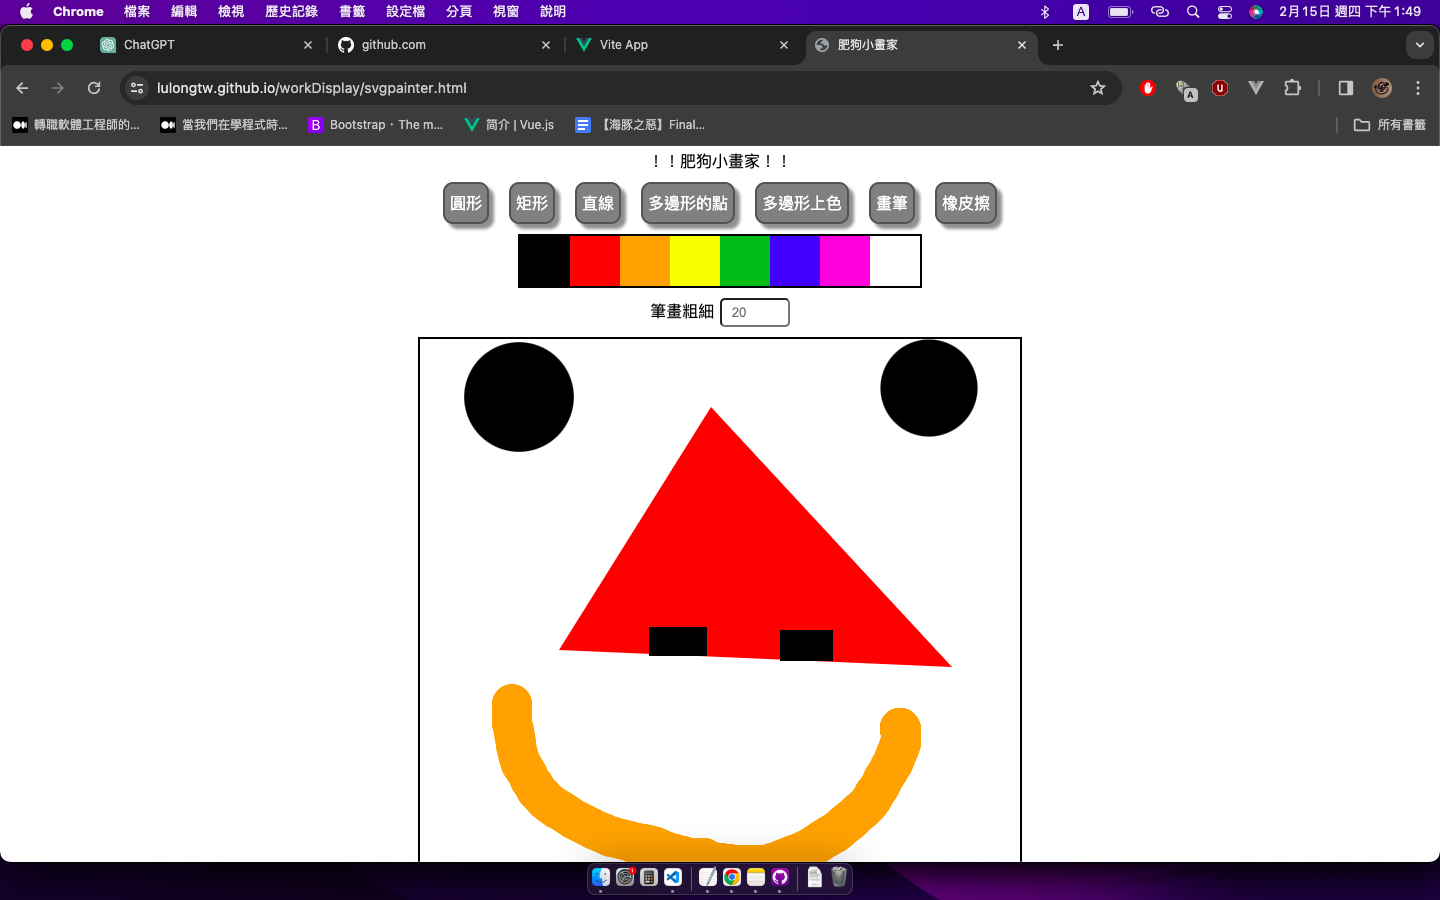 Chrome 檔案 編輯 檢視 歷史記錄 書籤 設定檔 分頁 視窗 說明 A 2月15日 週四 下午1:49
ChatGPT github.com Vite App 肥狗小畫家
lulongtw.github.io/workDisplay/svgpainter.html
轉職軟體工程師的... 當我們在學程式時... Bootstrap · The m... 简介 | Vue.js 【海豚之惡】Final... 所有書籤
！！肥狗小畫家！！
圓形 矩形 直線 多邊形的點 多邊形上色 畫筆 橡皮擦
筆畫粗細 20